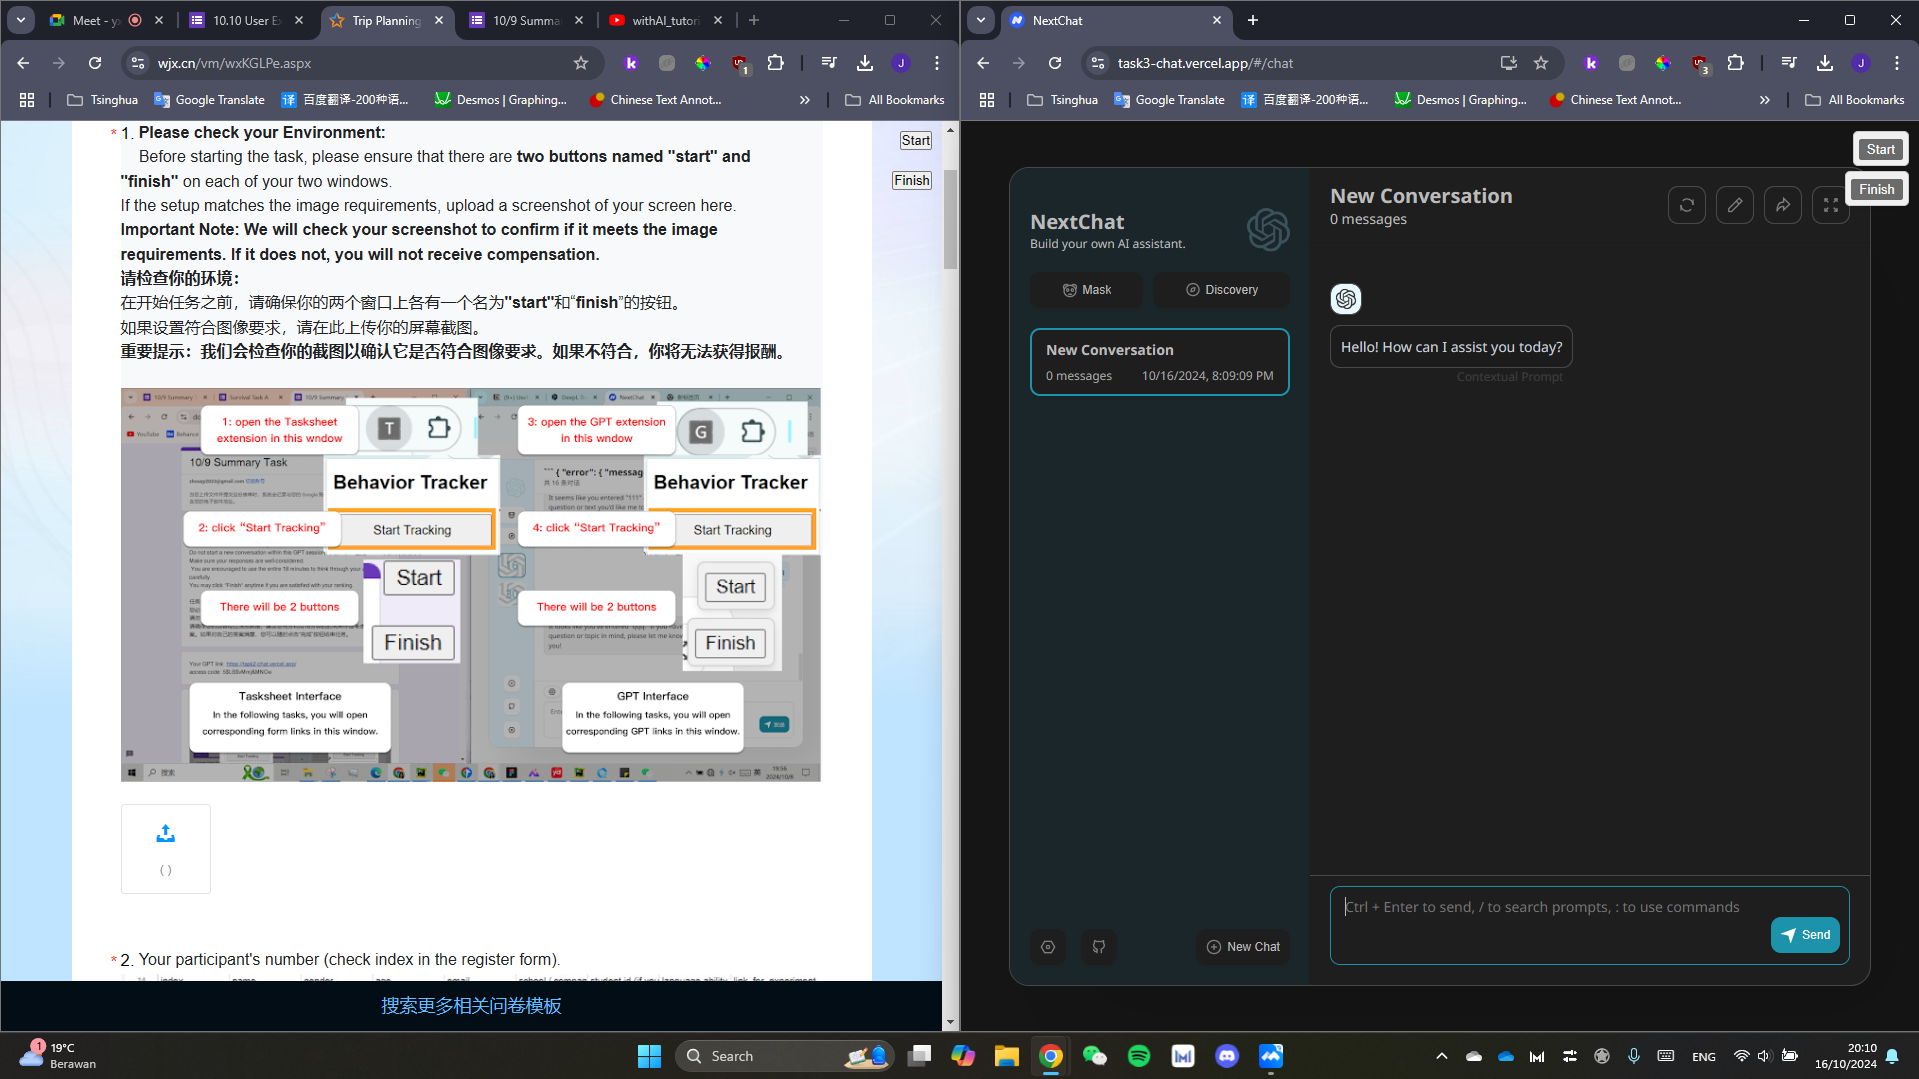 Meet - yx
10.10 User Ex
Trip Planning
10/9 Summa
withAI_tutori
wjx.cn/vm/wxKGLPe.aspx
1
J
Tsinghua
Google Translate
百度翻译-200种语...
Desmos | Graphing...
Chinese Text Annot...
»
All Bookmarks
* 1. Please check your Environment:
Before starting the task, please ensure that there are two buttons named "start" and
"finish" on each of your two windows.
If the setup matches the image requirements, upload a screenshot of your screen here.
Important Note: We will check your screenshot to confirm if it meets the image
requirements. If it does not, you will not receive compensation.
请检查你的环境：
在开始任务之前，请确保你的两个窗口上各有一个名为"start"和“finish”的按钮。
如果设置符合图像要求，请在此上传你的屏幕截图。
重要提示：我们会检查你的截图以确认它是否符合图像要求。如果不符合，你将无法获得报酬。
Start
Finish
1: open the Tasksheet
extension in this wndow
T
3: open the GPT extension
in this wndow
G
10/9 Summary Task
Behavior Tracker
Behavior Tracker
2: click “Start Tracking”
Start Tracking
4: click “Start Tracking”
Start Tracking
Start
Start
There will be 2 buttons
There will be 2 buttons
Finish
Finish
Tasksheet Interface
In the following tasks, you will open
corresponding form links in this window.
GPT Interface
In the following tasks, you will open
corresponding GPT links in this window.
( )
* 2. Your participant's number (check index in the register form).
搜索更多相关问卷模板
NextChat
task3-chat.vercel.app/#/chat
3
J
Tsinghua
Google Translate
百度翻译-200种语...
Desmos | Graphing...
Chinese Text Annot...
»
All Bookmarks
Start
Finish
NextChat
Build your own AI assistant.
Mask
Discovery
New Conversation
0 messages
10/16/2024, 8:09:09 PM
New Chat
New Conversation
0 messages
Hello! How can I assist you today?
Contextual Prompt
Ctrl + Enter to send, / to search prompts, : to use commands
Send
1
19°C
Berawan
Search
ENG
20:10
16/10/2024